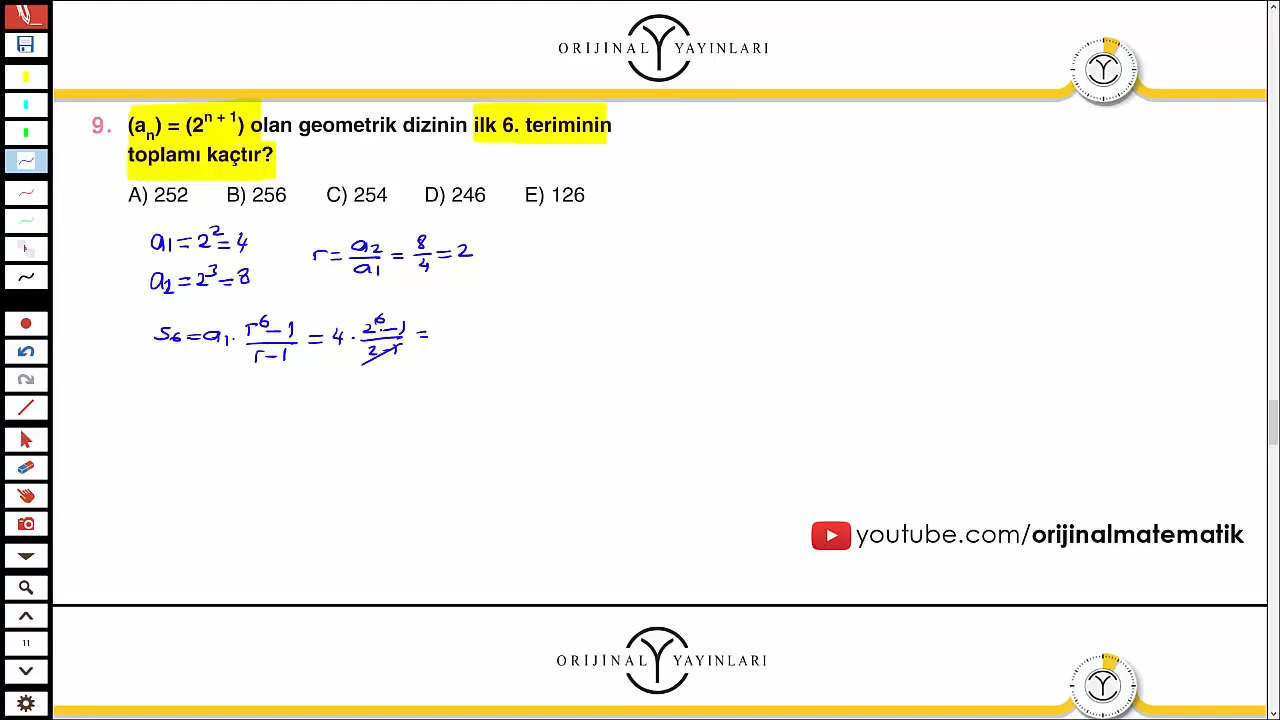 ORIJINAL YAYINLARI
9. (aₙ) = (2ⁿ⁺¹) olan geometrik dizinin ilk 6. teriminin
toplamı kaçtır?
A) 252 B) 256 C) 254 D) 246 E) 126
a₁ = 2² = 4
a₂ = 2³ = 8
r = a₂/a₁ = 8/4 = 2
S₆ = a₁ · (r⁶ − 1)/(r − 1) = 4 · (2⁶ − 1)/(2 − 1) =
youtube.com/orijinalmatematik
11
ORIJINAL YAYINLARI